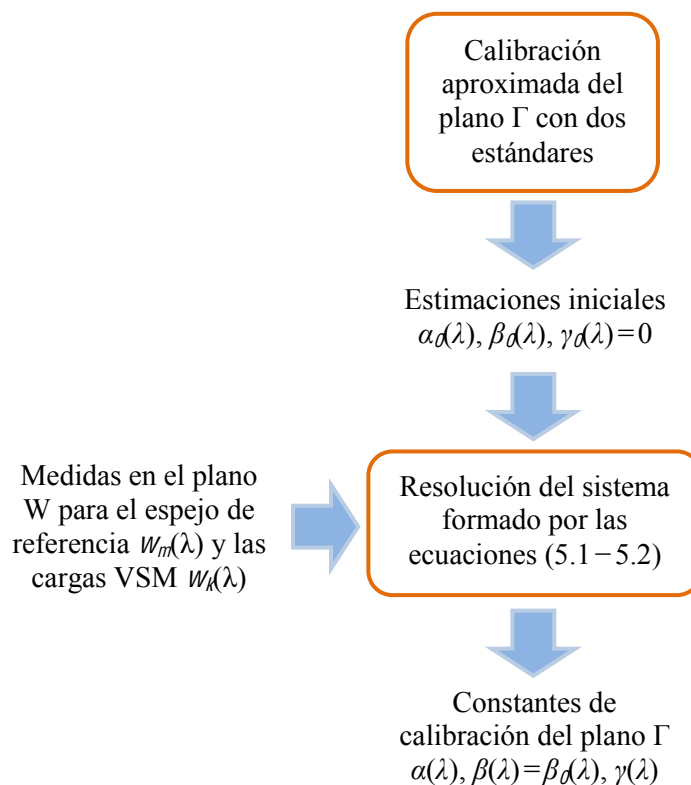 Calibración
aproximada del
plano Γ con dos
estándares
Estimaciones iniciales
α₀(λ), β₀(λ), γ₀(λ)=0
Medidas en el plano
W para el espejo de
referencia wₘ(λ) y las
cargas VSM wₖ(λ)
Resolución del sistema
formado por las
ecuaciones (5.1−5.2)
Constantes de
calibración del plano Γ
α(λ), β(λ)=β₀(λ), γ(λ)